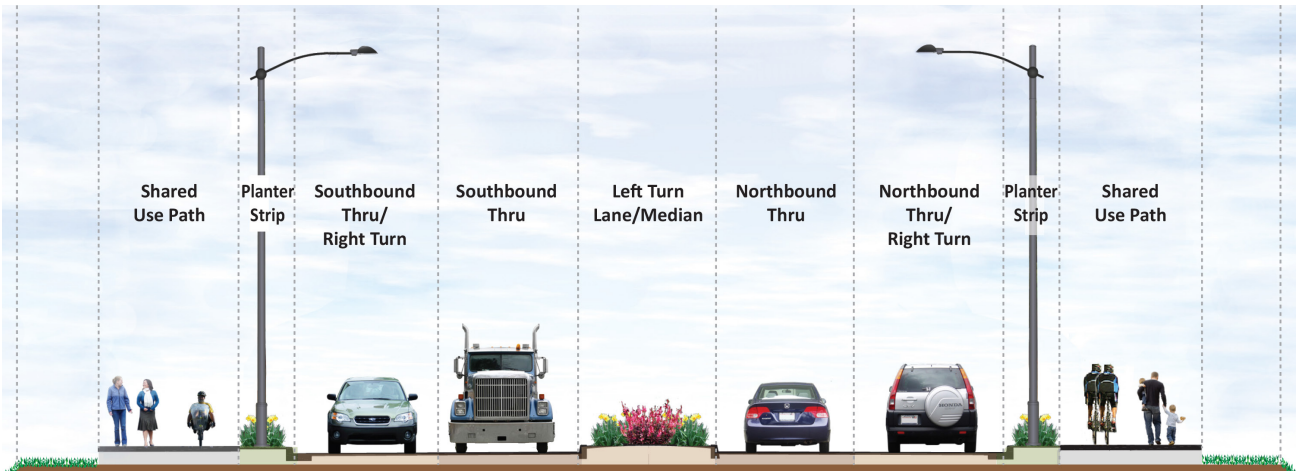 Shared
Use Path
Planter
Strip
Southbound
Thru/
Right Turn
Southbound
Thru
Left Turn
Lane/Median
Northbound
Thru
Northbound
Thru/
Right Turn
Planter
Strip
Shared
Use Path
HONDA